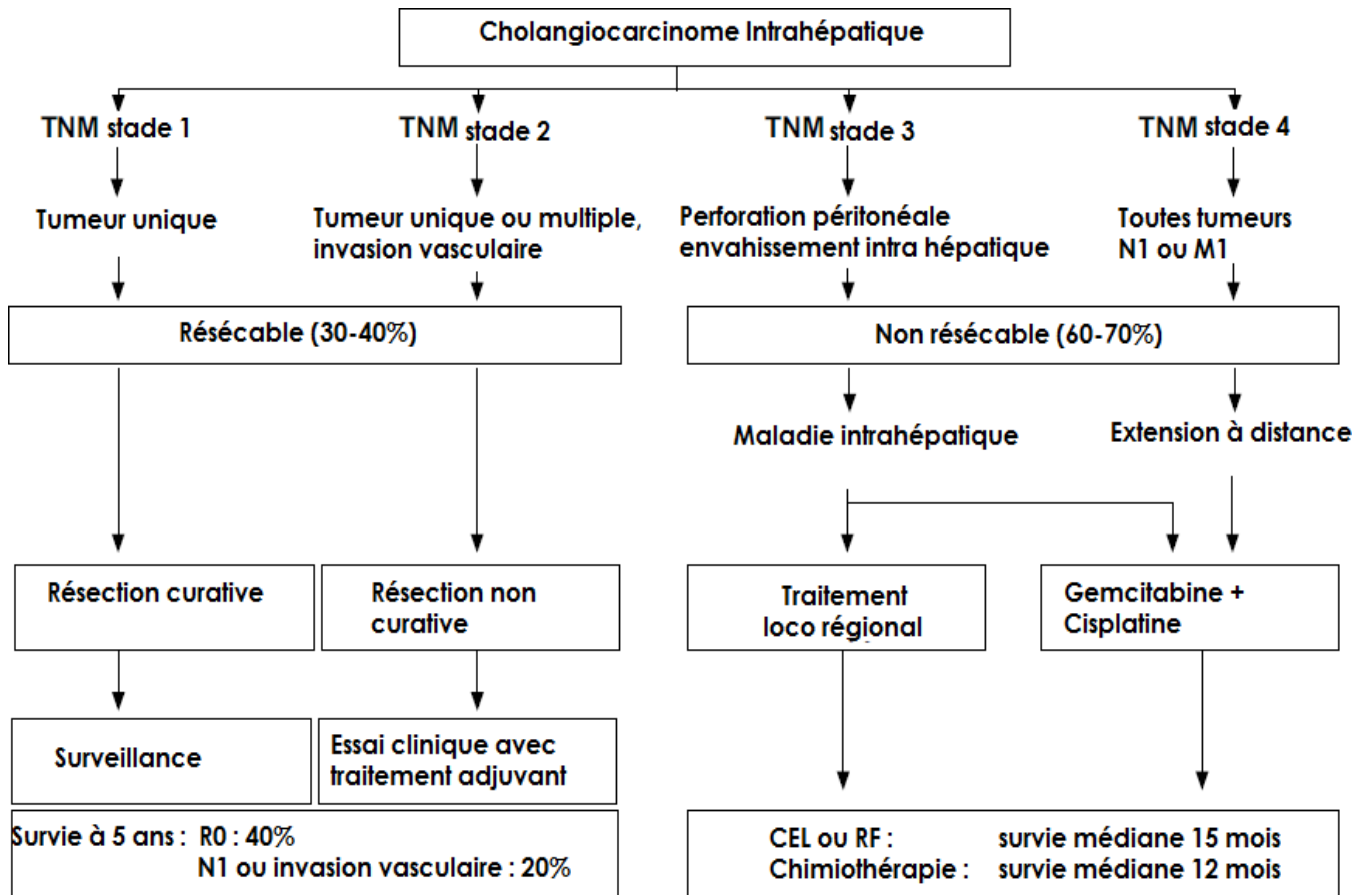 Cholangiocarcinome Intrahépatique
TNM stade 1
TNM stade 2
TNM stade 3
TNM stade 4
Tumeur unique
Tumeur unique ou multiple,
invasion vasculaire
Perforation péritonéale
envahissement intra hépatique
Toutes tumeurs
N1 ou M1
Résécable (30-40%)
Non résécable (60-70%)
Maladie intrahépatique
Extension à distance
Résection curative
Résection non
curative
Traitement
loco régional
Gemcitabine +
Cisplatine
Surveillance
Essai clinique avec
traitement adjuvant
Survie à 5 ans : R0 : 40%
N1 ou invasion vasculaire : 20%
CEL ou RF : survie médiane 15 mois
Chimiothérapie : survie médiane 12 mois